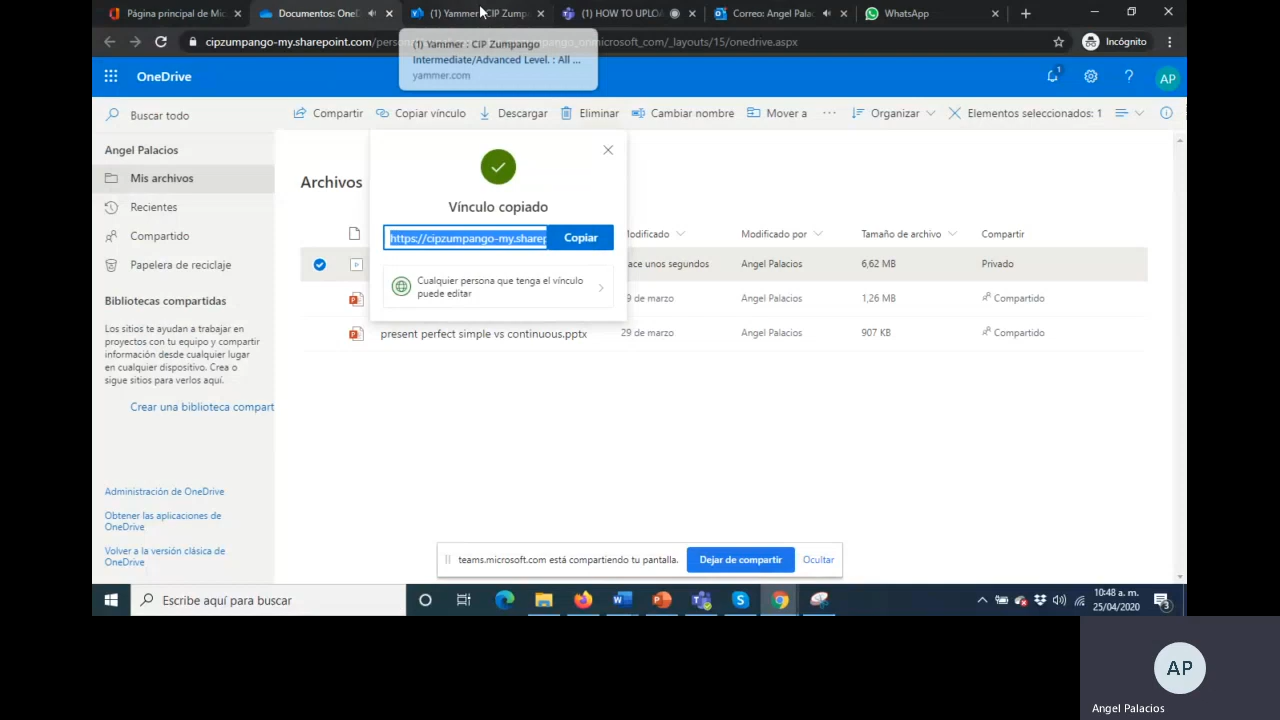 Página principal de Mic
Documentos: OneD
(1) Yammer : CIP Zump
(1) HOW TO UPLO
Correo: Angel Pala
WhatsApp
cipzumpango-my.sharepoint.com/person
onmicrosoft_com/_layouts/15/onedrive.aspx
Incógnito
(1) Yammer : CIP Zumpango
Intermediate/Advanced Level. : All ...
yammer.com
OneDrive
1
?
AP
Buscar todo
Compartir
Copiar vínculo
Descargar
Eliminar
Cambiar nombre
Mover a
Organizar
Elementos seleccionados: 1
Angel Palacios
Mis archivos
Recientes
Compartido
Papelera de reciclaje
Bibliotecas compartidas
Los sitios te ayudan a trabajar en
proyectos con tu equipo y compartir
información desde cualquier lugar
en cualquier dispositivo. Crea o
sigue sitios para verlos aquí.
Crear una biblioteca compart
Administración de OneDrive
Obtener las aplicaciones de
OneDrive
Volver a la versión clásica de
OneDrive
Archivos
Vínculo copiado
https://cipzumpango-my.sharep
Copiar
Cualquier persona que tenga el vínculo
puede editar
Modificado por
Tamaño de archivo
Compartir
unos segundos
Angel Palacios
6,62 MB
Privado
de marzo
Angel Palacios
1,26 MB
Compartido
present perfect simple vs continuous.pptx
29 de marzo
Angel Palacios
907 KB
Compartido
teams.microsoft.com está compartiendo tu pantalla.
Dejar de compartir
Ocultar
Escribe aquí para buscar
10:48 a. m.
25/04/2020
3
AP
Angel Palacios